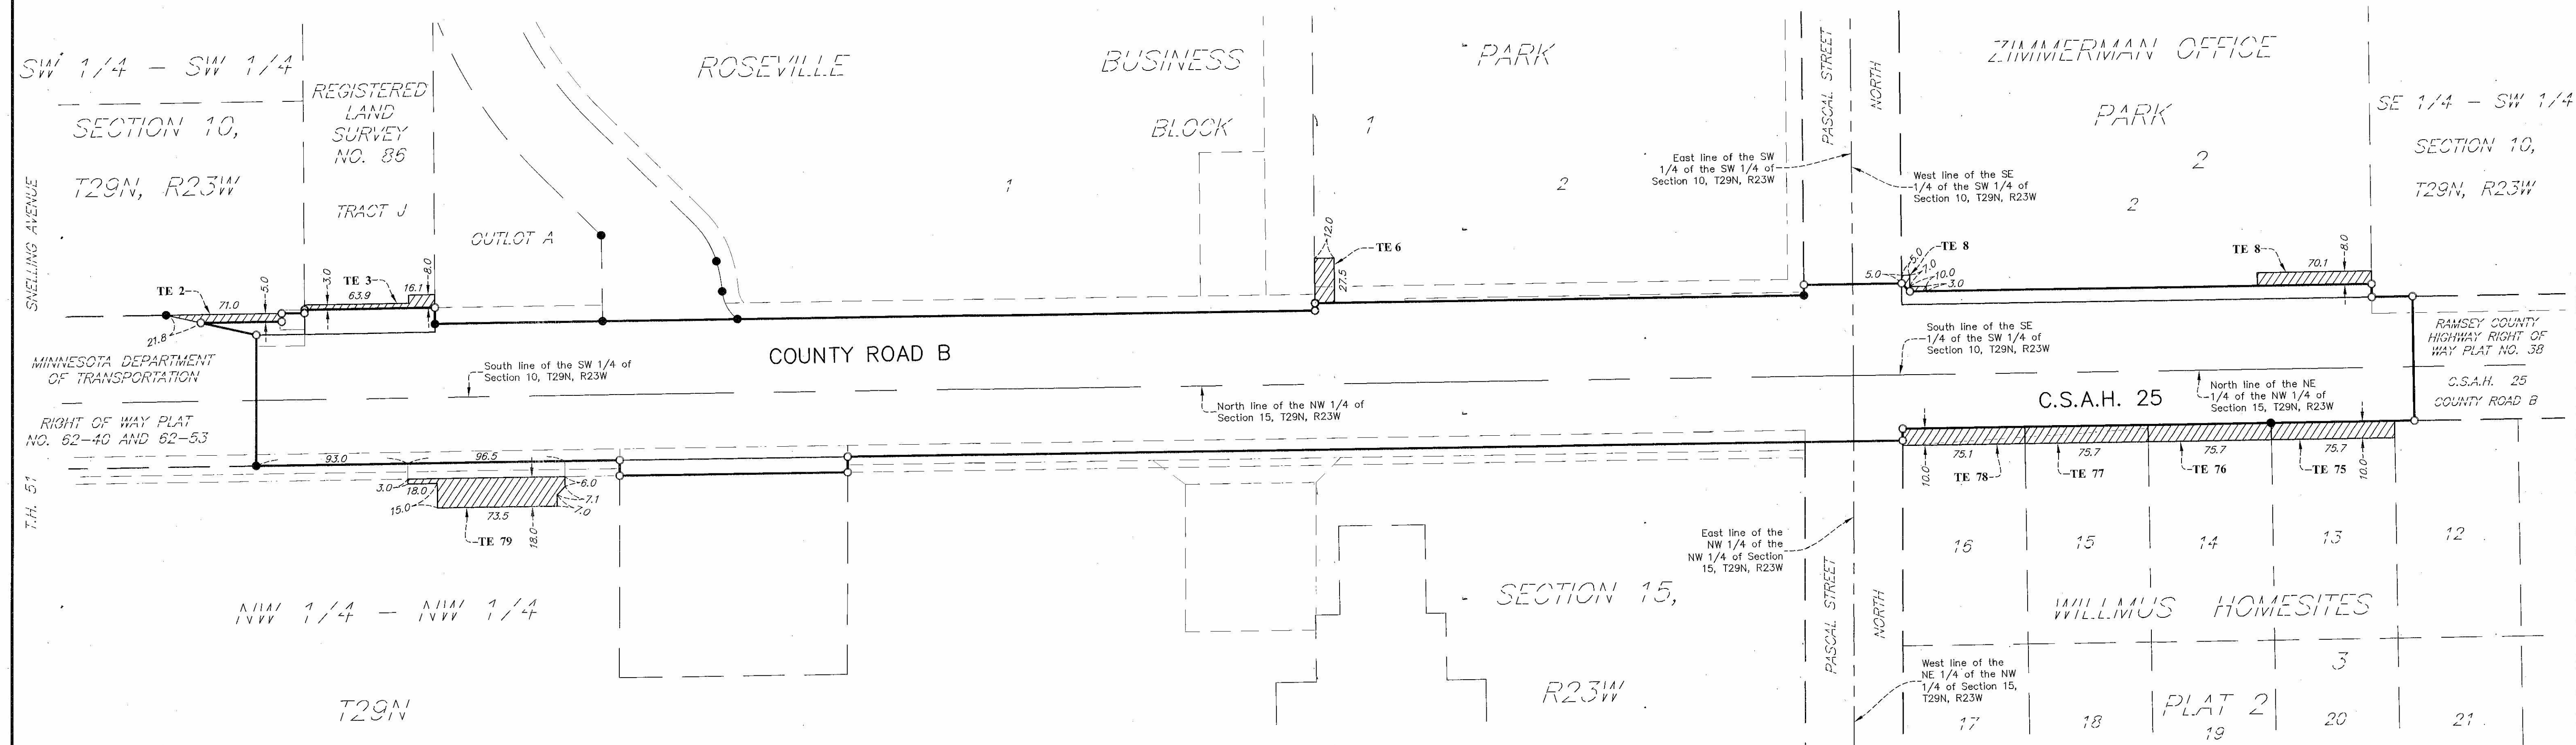 SW 1/4 - SW 1/4
SECTION 10,
T29N, R23W
SNELLING AVENUE
REGISTERED
LAND
SURVEY
NO. 86
TRACT J
OUTLOT A
ROSEVILLE
BUSINESS
PARK
BLOCK
1
1
2
PASCAL STREET
NORTH
ZIMMERMAN OFFICE
PARK
2
2
SE 1/4 - SW 1/4
SECTION 10,
T29N, R23W
East line of the SW
1/4 of the SW 1/4 of
Section 10, T29N, R23W
West line of the SE
1/4 of the SW 1/4 of
Section 10, T29N, R23W
TE 2
71.0
5.0
21.8
3.0
TE 3
63.9
16.1
8.0
12.0
TE 6
27.5
5.0
5.0
7.0
10.0
3.0
TE 8
TE 8
70.1
8.0
MINNESOTA DEPARTMENT
OF TRANSPORTATION
RIGHT OF WAY PLAT
NO. 62-40 AND 62-53
COUNTY ROAD B
South line of the SW 1/4 of
Section 10, T29N, R23W
North line of the NW 1/4 of
Section 15, T29N, R23W
South line of the SE
1/4 of the SW 1/4 of
Section 10, T29N, R23W
C.S.A.H. 25
North line of the NE
1/4 of the NW 1/4 of
Section 15, T29N, R23W
RAMSEY COUNTY
HIGHWAY RIGHT OF
WAY PLAT NO. 38
C.S.A.H. 25
COUNTY ROAD B
T.H. 51
93.0
96.5
3.0
18.0
15.0
73.5
18.0
6.0
7.1
7.0
TE 79
10.0
75.1
TE 78
75.7
TE 77
75.7
TE 76
75.7
TE 75
10.0
NW 1/4 - NW 1/4
T29N
SECTION 15,
R23W
East line of the
NW 1/4 of the
NW 1/4 of Section
15, T29N, R23W
PASCAL STREET
NORTH
West line of the
NE 1/4 of the NW
1/4 of Section 15,
T29N, R23W
16
15
14
13
12
WILLMUS HOMESITES
3
PLAT 2
17
18
19
20
21